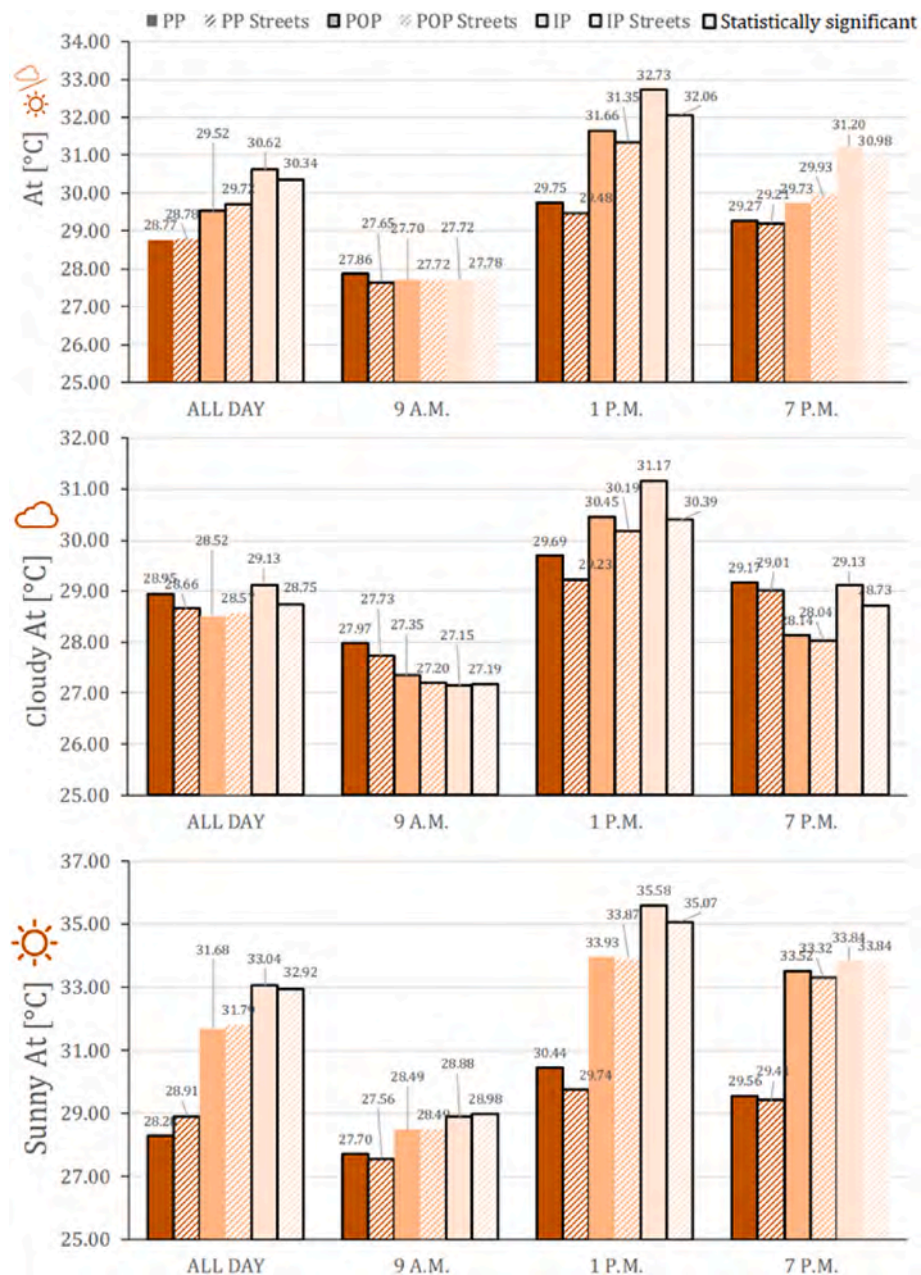 PP PP Streets POP POP Streets IP IP Streets Statistically significant
At [°C]
34.00
33.00
32.00
31.00
30.00
29.00
28.00
27.00
26.00
25.00
28.77 28.78 29.52 29.72 30.62 30.34
27.86 27.65 27.70 27.72 27.72 27.78
29.75 29.48 31.66 31.35 32.73 32.06
29.27 29.21 29.73 29.93 31.20 30.98
ALL DAY 9 A.M. 1 P.M. 7 P.M.
Cloudy At [°C]
32.00
31.00
30.00
29.00
28.00
27.00
26.00
25.00
28.95 28.66 28.52 28.57 29.13 28.75
27.97 27.73 27.35 27.20 27.15 27.19
29.69 29.23 30.45 30.19 31.17 30.39
29.17 29.01 28.14 28.04 29.13 28.73
ALL DAY 9 A.M. 1 P.M. 7 P.M.
Sunny At [°C]
37.00
35.00
33.00
31.00
29.00
27.00
25.00
28.91 31.68 31.79 33.04 32.92
27.70 27.56 28.49 28.49 28.88 28.98
30.44 29.74 33.93 33.87 35.58 35.07
29.56 33.52 33.32 33.84 33.84
ALL DAY 9 A.M. 1 P.M. 7 P.M.